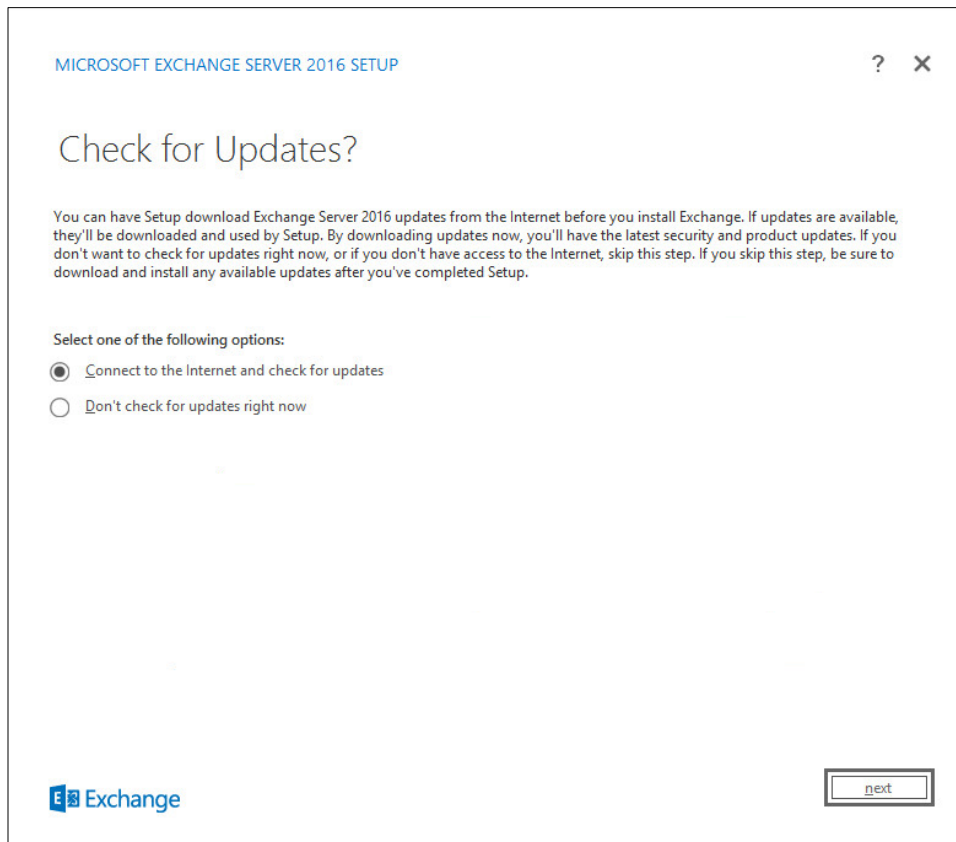 MICROSOFT EXCHANGE SERVER 2016 SETUP
?
Check for Updates?
You can have Setup download Exchange Server 2016 updates from the Internet before you install Exchange. If updates are available,
they'll be downloaded and used by Setup. By downloading updates now, you'll have the latest security and product updates. If you
don't want to check for updates right now, or if you don't have access to the Internet, skip this step. If you skip this step, be sure to
download and install any available updates after you've completed Setup.
Select one of the following options:
Connect to the Internet and check for updates
Don't check for updates right now
E Exchange
next